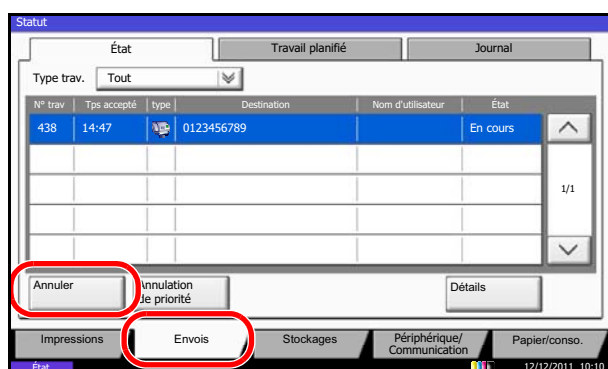 Statut
État Travail planifié Journal
Type trav. Tout
N° trav Tps accepté type Destination Nom d'utilisateur État
438 14:47 0123456789 En cours
1/1
Annuler Annulation de priorité Détails
Impressions Envois Stockages Périphérique/ Communication Papier/conso.
État 12/12/2011 10:10